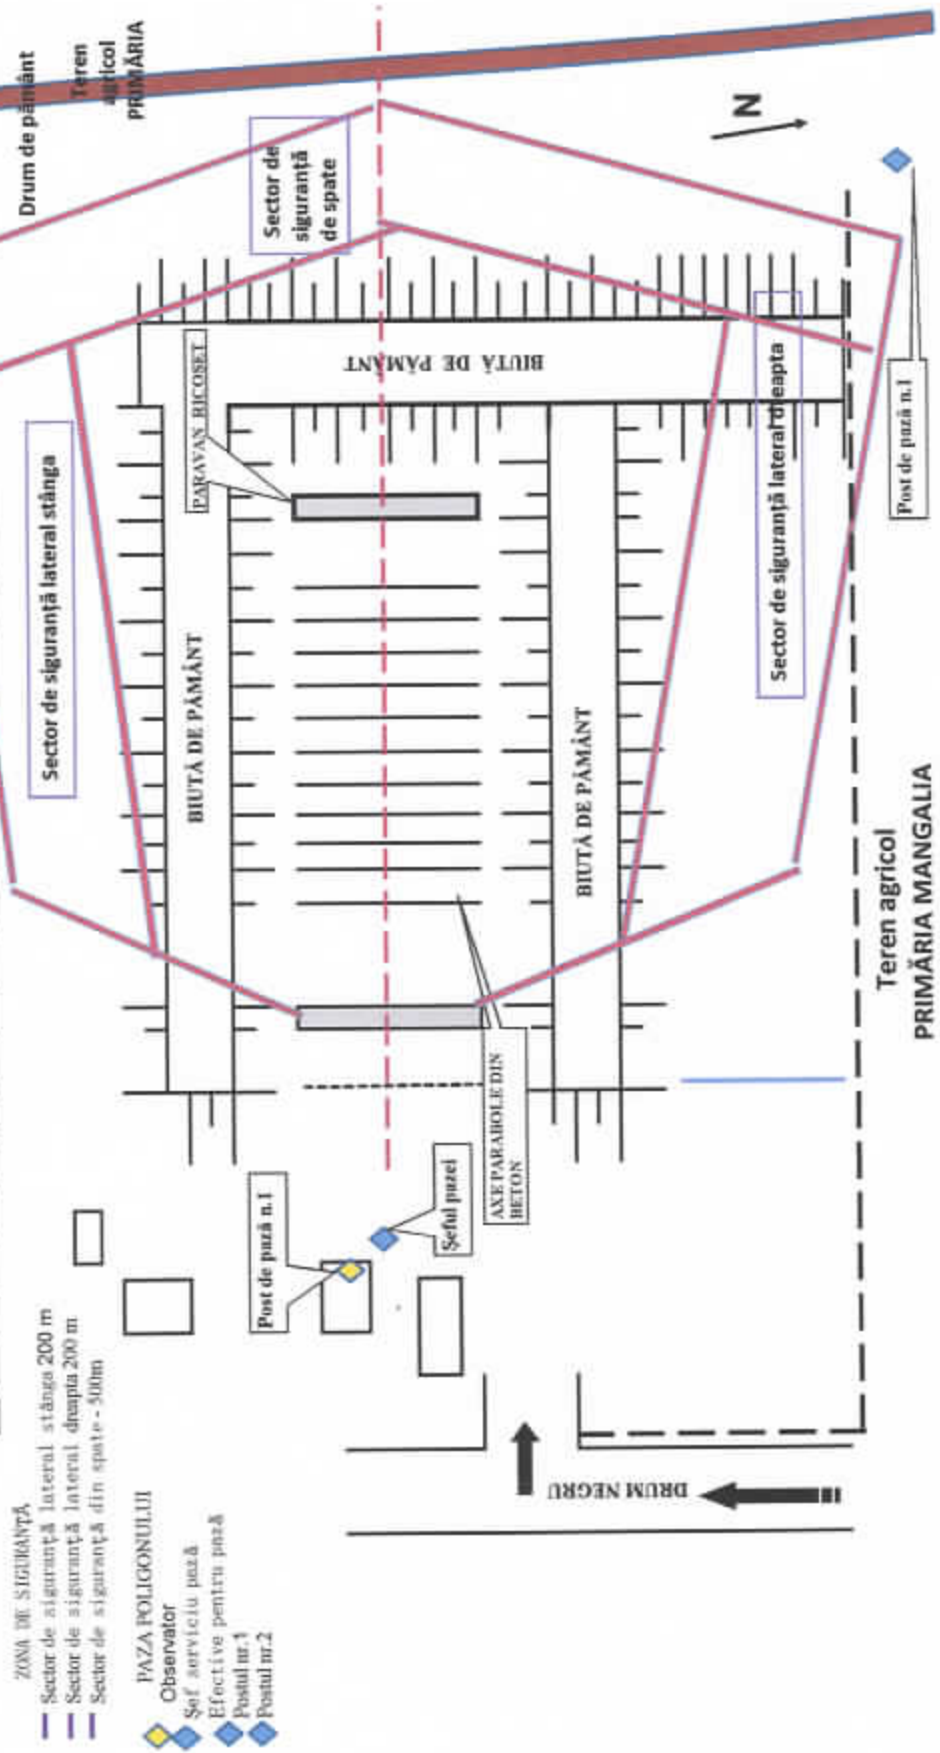 ZONA DE SIGURANȚĂ
Sector de siguranță lateral stânga 200 m
Sector de siguranță lateral dreapta 200 m
Sector de siguranță din spate - 500m
PAZA POLIGONULUI
Observator
Șef serviciu pază
Efective pentru pază
Postul nr.1
Postul nr.2
Sector de siguranță lateral stânga
Drum de pământ
Teren
agricol
PRIMĂRIA
Sector de
siguranță
de spate
PARAVAN RICOSET
BIUTĂ DE PĂMÂNT
BIUTĂ DE PĂMÂNT
BIUTĂ DE PĂMÂNT
Post de pază n.1
Șeful pazei
AXE PARABOLE DIN
BETON
Sector de siguranță lateral dreapta
N
Post de pază n.1
DRUM NEGRU
Teren agricol
PRIMĂRIA MANGALIA